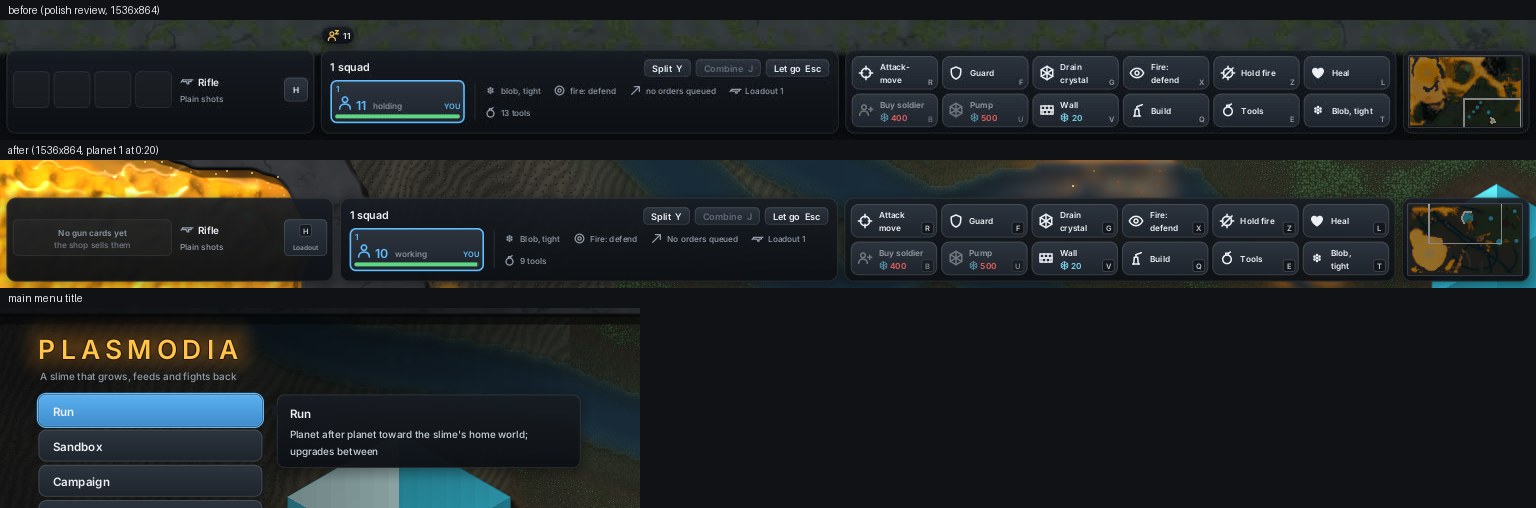 before (polish review, 1536x864)
11
Rifle
Plain shots
H
1 squad
Split Y
Combine J
Let go Esc
1
11 holding YOU
blob, tight
fire: defend
no orders queued
Loadout 1
13 tools
Attack-
move R
Guard F
Drain
crystal G
Fire:
defend X
Hold fire Z
Heal L
Buy soldier
400 B
Pump
500 U
Wall
20 V
Build Q
Tools E
Blob, tight T
after (1536x864, planet 1 at 0:20)
No gun cards yet
the shop sells them
Rifle
Plain shots
H
Loadout
1 squad
Split Y
Combine J
Let go Esc
1
10 working YOU
Blob, tight
Fire: defend
No orders queued
Loadout 1
9 tools
Attack
move R
Guard F
Drain
crystal G
Fire:
defend X
Hold fire Z
Heal L
Buy soldier
400 B
Pump
500 U
Wall
20 V
Build Q
Tools E
Blob,
tight T
main menu title
PLASMODIA
A slime that grows, feeds and fights back
Run
Sandbox
Campaign
Run
Planet after planet toward the slime's home world;
upgrades between